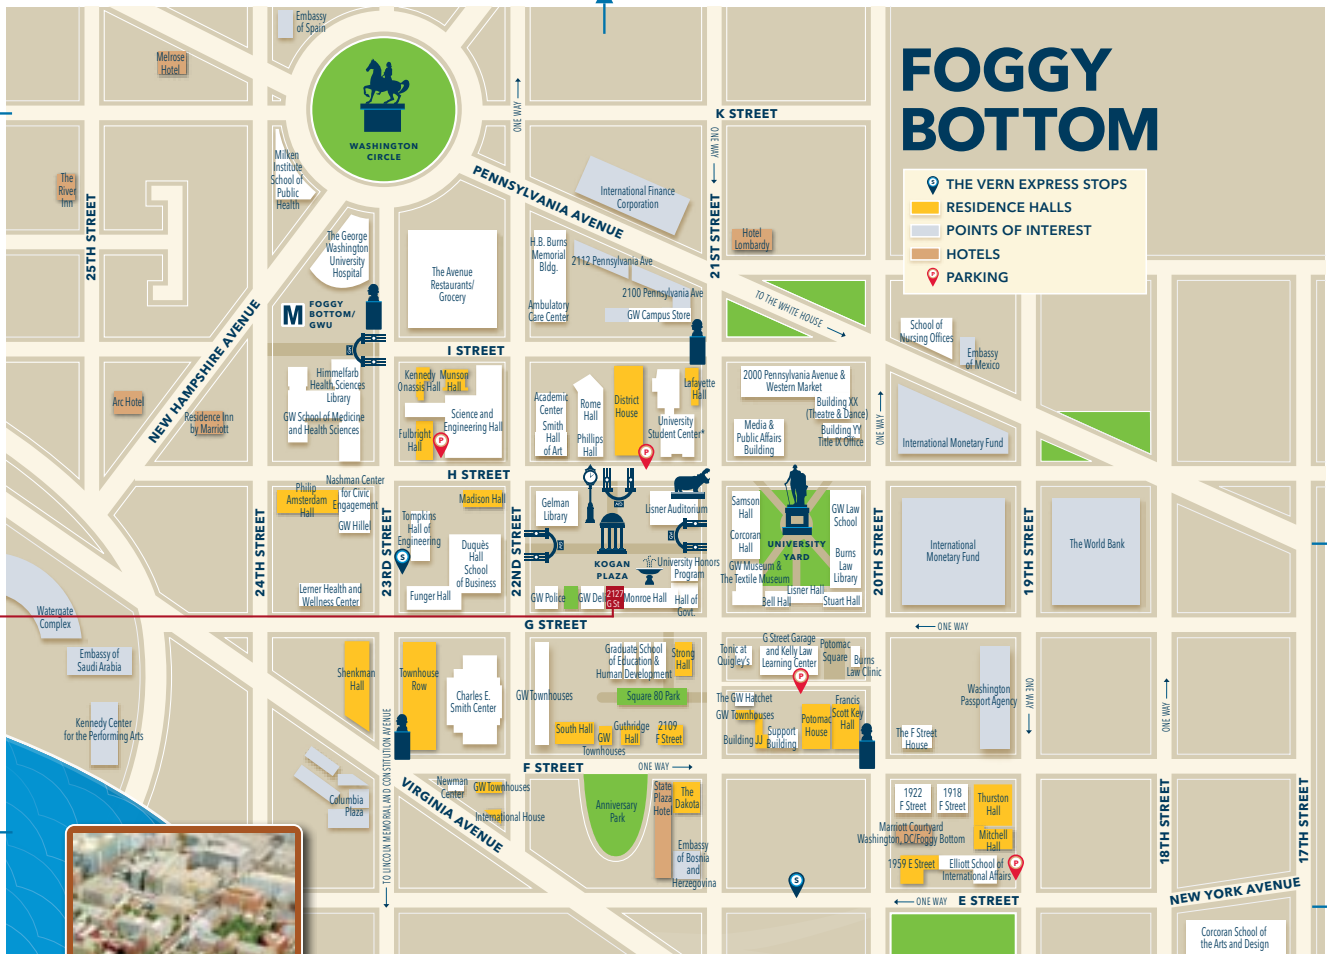 FOGGY
BOTTOM
S THE VERN EXPRESS STOPS
RESIDENCE HALLS
POINTS OF INTEREST
HOTELS
P PARKING
Embassy
of Spain
Melrose
Hotel
WASHINGTON
CIRCLE
ONE WAY
K STREET
ONE WAY
Milken
Institute
School of
Public
Health
The
River
Inn
25TH STREET
PENNSYLVANIA AVENUE
International Finance
Corporation
21ST STREET
Hotel
Lombardy
The George
Washington
University
Hospital
The Avenue
Restaurants/
Grocery
H.B. Burns
Memorial
Bldg.
2112 Pennsylvania Ave
2100 Pennsylvania Ave
Ambulatory
Care Center
GW Campus Store
TO THE WHITE HOUSE
M
FOGGY
BOTTOM/
GWU
NEW HAMPSHIRE AVENUE
School of
Nursing Offices
Embassy
of Mexico
I STREET
Himmelfarb
Health Sciences
Library
GW School of Medicine
and Health Sciences
Kennedy
Onassis Hall
Munson
Hall
Science and
Engineering Hall
Fulbright
Hall
P
Academic
Center
Smith
Hall
of Art
Rome
Hall
Phillips
Hall
District
House
Lafayette
Hall
University
Student Center*
P
2000 Pennsylvania Avenue &
Western Market
Building XX
(Theatre & Dance)
Media &
Public Affairs
Building
Building YY
Title IX Office
ONE WAY
International Monetary Fund
Arc Hotel
Residence Inn
by Marriott
H STREET
Nashman Center
for Civic
Engagement
Philip
Amsterdam
Hall
GW Hillel
Tompkins
Hall of
Engineering
Madison Hall
S
Duquès
Hall
School
of Business
Funger Hall
Lerner Health and
Wellness Center
24TH STREET
23RD STREET
22ND STREET
Gelman
Library
Lisner Auditorium
KOGAN
PLAZA
University Honors
Program
GW Police
GW Deli
2127
G St
Monroe Hall
Hall of
Govt.
Samson
Hall
Corcoran
Hall
GW Museum &
The Textile Museum
UNIVERSITY
YARD
GW Law
School
Burns
Law
Library
Lisner Hall
Bell Hall
Stuart Hall
20TH STREET
International
Monetary Fund
19TH STREET
The World Bank
Watergate
Complex
Embassy of
Saudi Arabia
Kennedy Center
for the Performing Arts
G STREET
ONE WAY
Shenkman
Hall
Townhouse
Row
Charles E.
Smith Center
GW Townhouses
Graduate School
of Education &
Human Development
Strong
Hall
Square 80 Park
South Hall
GW
Townhouses
Guthridge
Hall
2109
F Street
Tonic at
Quigley's
G Street Garage
and Kelly Law
Learning Center
P
Potomac
Square
Burns
Law Clinic
The GW Hatchet
GW Townhouses
Building JJ
Support
Building
Potomac
House
Francis
Scott Key
Hall
The F Street
House
Washington
Passport Agency
ONE WAY
ONE WAY
F STREET
ONE WAY
TO LINCOLN MEMORIAL AND CONSTITUTION AVENUE
VIRGINIA AVENUE
Columbia
Plaza
Newman
Center
GW Townhouses
International House
Anniversary
Park
State
Plaza
Hotel
The
Dakota
Embassy
of Bosnia
and
Herzegovina
S
1922
F Street
1918
F Street
Thurston
Hall
Marriott Courtyard
Washington, DC/Foggy Bottom
Mitchell
Hall
1959 E Street
Elliott School of
International Affairs
P
18TH STREET
17TH STREET
ONE WAY
E STREET
NEW YORK AVENUE
Corcoran School of
the Arts and Design